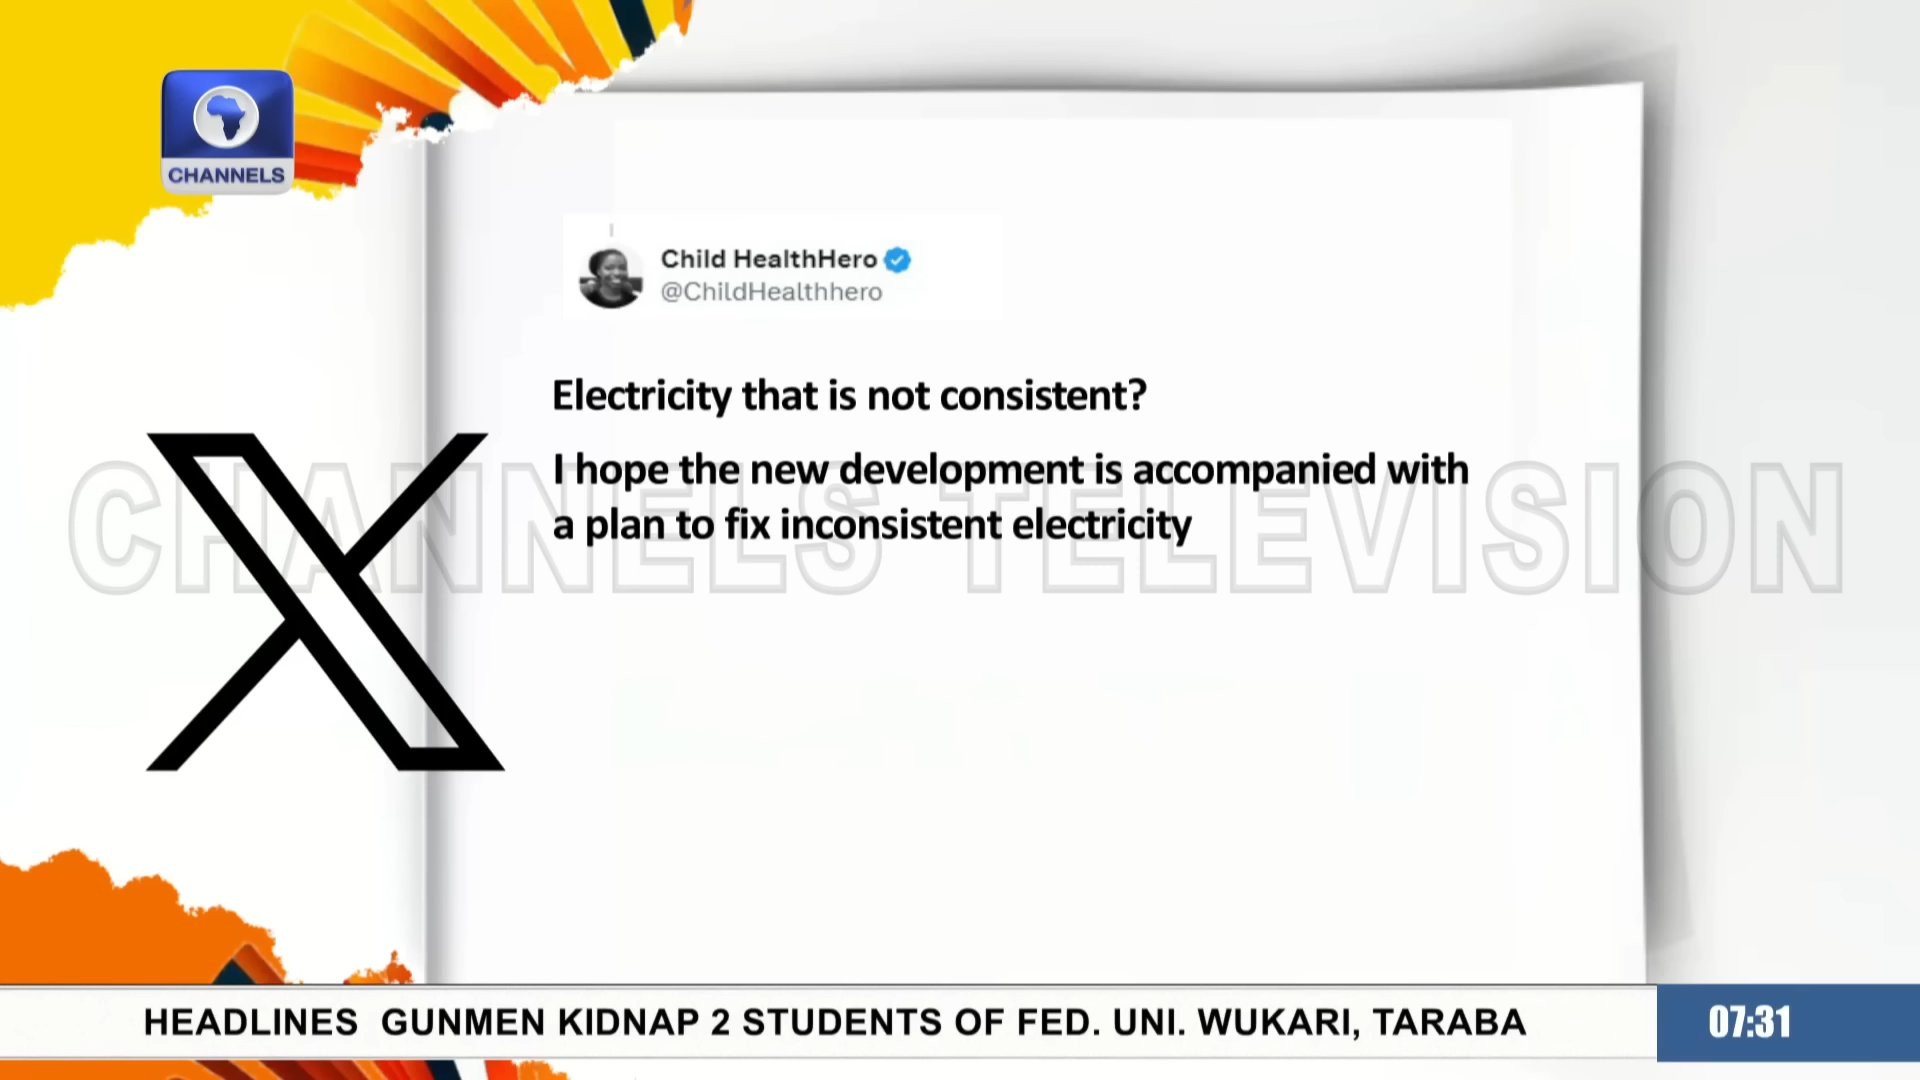 CHANNELS
Child HealthHero
@ChildHealthhero
Electricity that is not consistent?
I hope the new development is accompanied with
a plan to fix inconsistent electricity
CHANNELS TELEVISION
HEADLINES GUNMEN KIDNAP 2 STUDENTS OF FED. UNI. WUKARI, TARABA
07:31